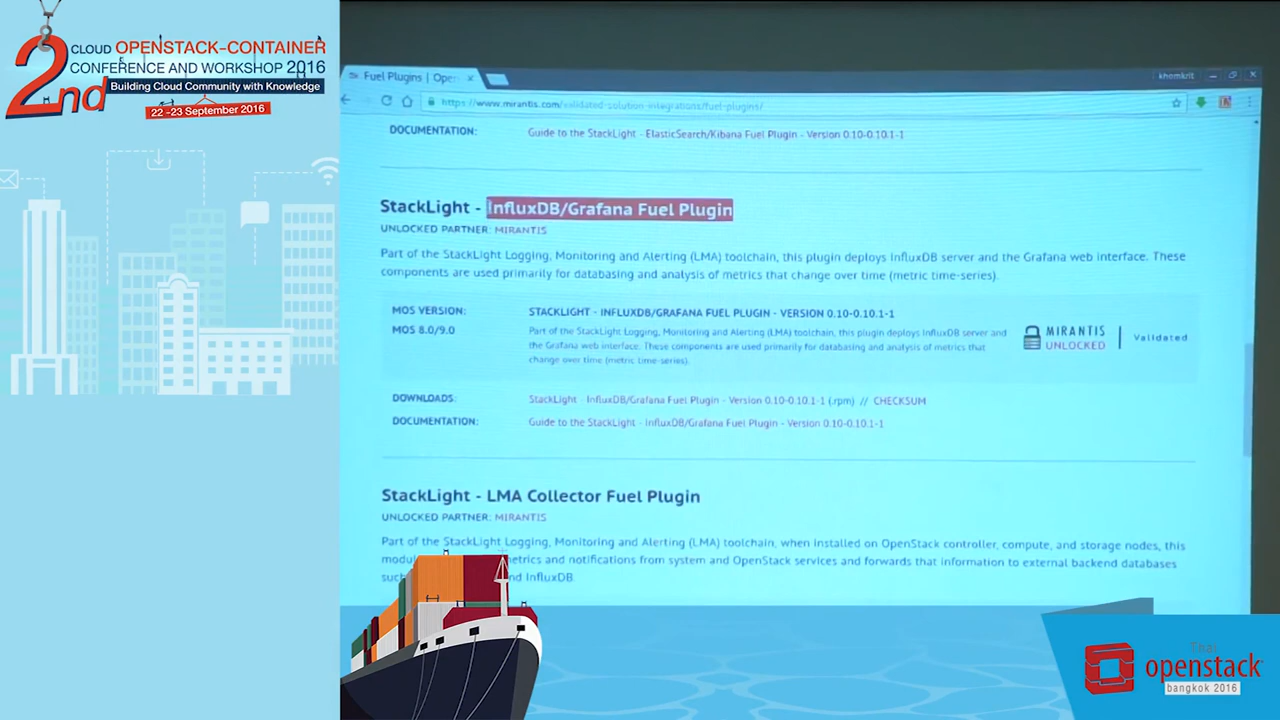 2nd
CLOUD OPENSTACK-CONTAINER
CONFERENCE AND WORKSHOP 2016
Building Cloud Community with Knowledge
22 -23 September 2016
Fuel Plugins | Open
khomkrit
https://www.mirantis.com/validated-solution-integrations/fuel-plugins/
DOCUMENTATION: Guide to the StackLight - ElasticSearch/Kibana Fuel Plugin - Version 0.10-0.10.1-1
StackLight - InfluxDB/Grafana Fuel Plugin
UNLOCKED PARTNER: MIRANTIS
Part of the StackLight Logging, Monitoring and Alerting (LMA) toolchain, this plugin deploys InfluxDB server and the Grafana web interface. These
components are used primarily for databasing and analysis of metrics that change over time (metric time-series).
MOS VERSION: STACKLIGHT - INFLUXDB/GRAFANA FUEL PLUGIN - VERSION 0.10-0.10.1-1
MOS 8.0/9.0 Part of the StackLight Logging, Monitoring and Alerting (LMA) toolchain, this plugin deploys InfluxDB server and
the Grafana web interface. These components are used primarily for databasing and analysis of metrics that
change over time (metric time-series).
MIRANTIS
UNLOCKED
Validated
DOWNLOADS: StackLight - InfluxDB/Grafana Fuel Plugin - Version 0.10-0.10.1-1 (.rpm) // CHECKSUM
DOCUMENTATION: Guide to the StackLight - InfluxDB/Grafana Fuel Plugin - Version 0.10-0.10.1-1
StackLight - LMA Collector Fuel Plugin
UNLOCKED PARTNER: MIRANTIS
Part of the StackLight Logging, Monitoring and Alerting (LMA) toolchain, when installed on OpenStack controller, compute, and storage nodes, this
modu etrics and notifications from system and OpenStack services and forwards that information to external backend databases
suc nd InfluxDB.
Thai
openstack
bangkok 2016